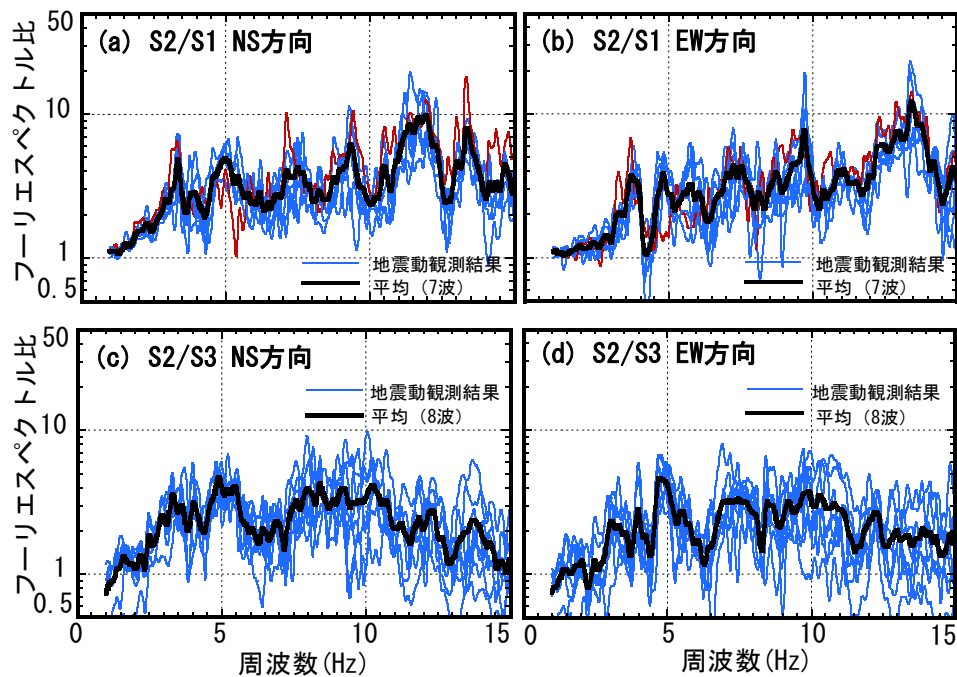 フーリエスペクトル比
50
10
1
0.5
(a) S2/S1 NS方向
地震動観測結果
平均 (7波)
(b) S2/S1 EW方向
地震動観測結果
平均 (7波)
フーリエスペクトル比
50
10
1
0.5
(c) S2/S3 NS方向
地震動観測結果
平均 (8波)
(d) S2/S3 EW方向
地震動観測結果
平均 (8波)
0 5 10 15
0 5 10 15
周波数(Hz)
周波数(Hz)